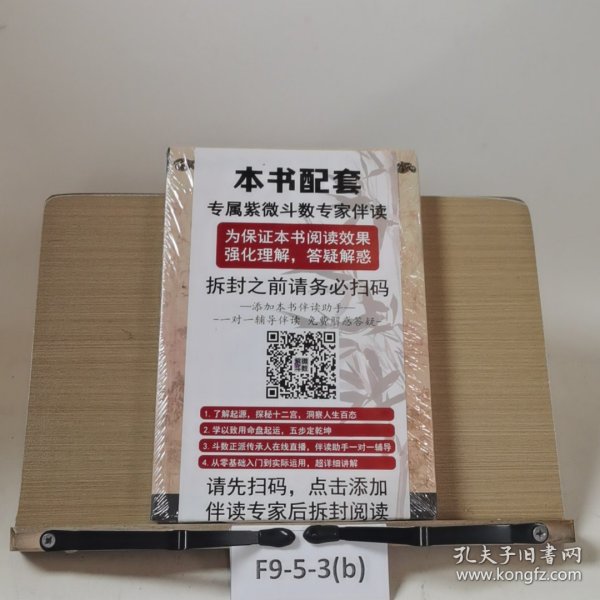 本书配套
专属紫微斗数专家伴读
为保证本书阅读效果
强化理解，答疑解惑
拆封之前请务必扫码
—添加本书伴读助手—
一对一辅导伴读 免费解惑答疑
1. 了解起源，探秘十二宫，洞察人生百态
2. 学以致用命盘起运，五步定乾坤
3. 斗数正派传承人在线直播，伴读助手一对一辅导
4. 从零基础入门到实际运用，超详细讲解
请先扫码，点击添加
伴读专家后拆封阅读
F9-5-3(b)
孔夫子旧书网
www.kongfz.com